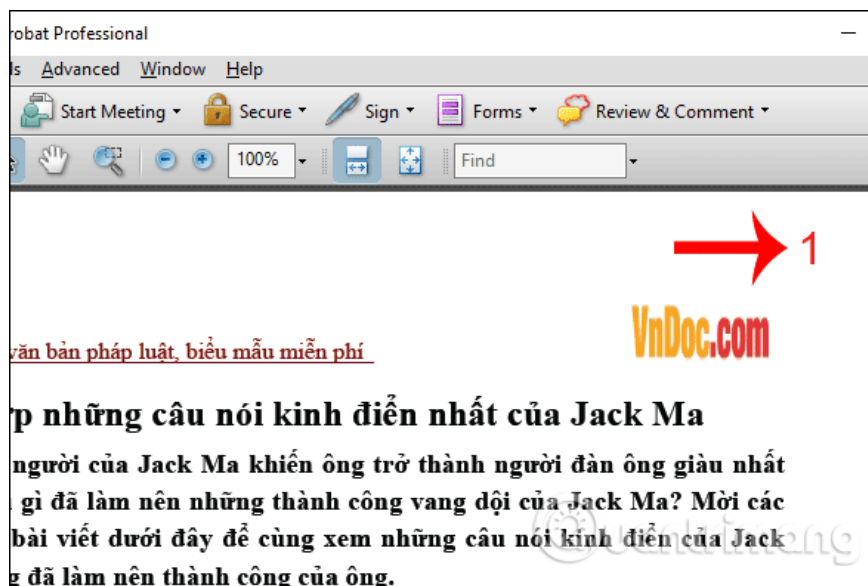 robat Professional
ls Advanced Window Help
Start Meeting Secure Sign Forms Review & Comment
100% Find
1
VnDoc.com
văn bản pháp luật, biểu mẫu miễn phí
ợp những câu nói kinh điển nhất của Jack Ma
người của Jack Ma khiến ông trở thành người đàn ông giàu nhất
gì đã làm nên những thành công vang dội của Jack Ma? Mời các
bài viết dưới đây để cùng xem những câu nói kinh điển của Jack
g đã làm nên thành công của ông.
uantrimang